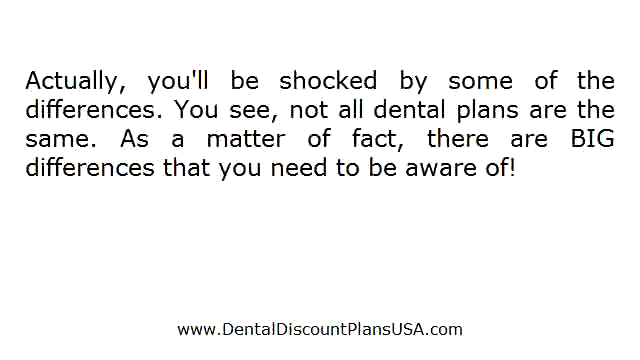 Actually, you'll be shocked by some of the
differences. You see, not all dental plans are the
same. As a matter of fact, there are BIG
differences that you need to be aware of!
www.DentalDiscountPlansUSA.com